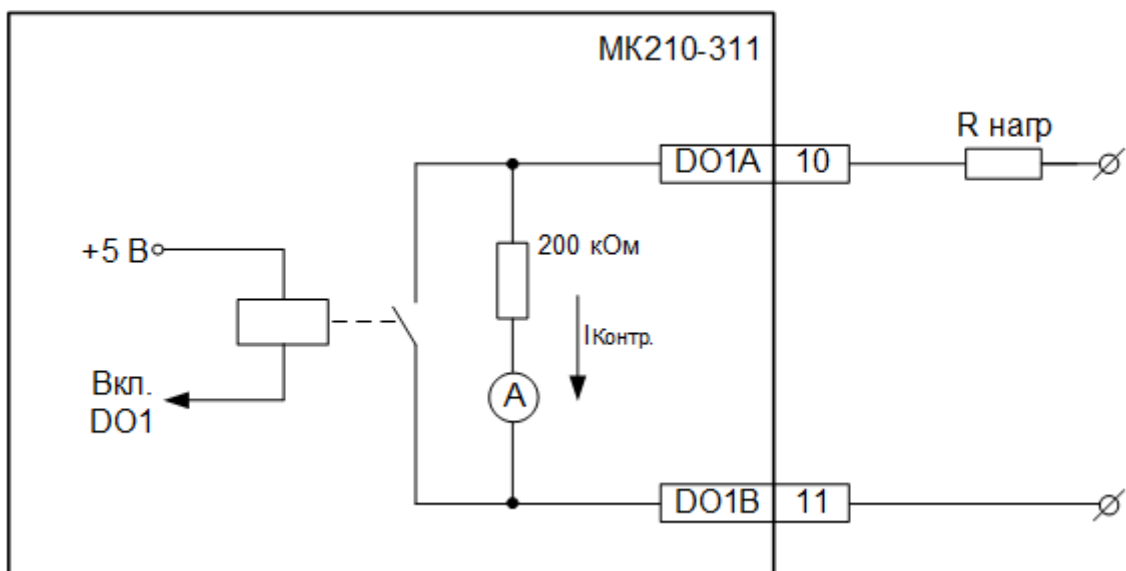 МК210-311
R нагр
DO1A 10
200 кОм
+5 В
Iконтр.
Вкл.
DO1
A
DO1B 11